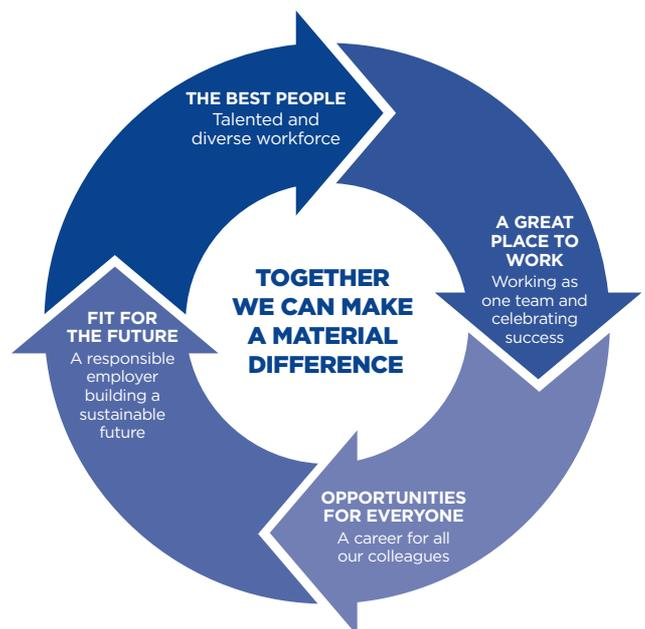 THE BEST PEOPLE
Talented and
diverse workforce
A GREAT
PLACE TO
WORK
Working as
one team and
celebrating
success
TOGETHER
WE CAN MAKE
A MATERIAL
DIFFERENCE
FIT FOR
THE FUTURE
A responsible
employer
building a
sustainable
future
OPPORTUNITIES
FOR EVERYONE
A career for all
our colleagues